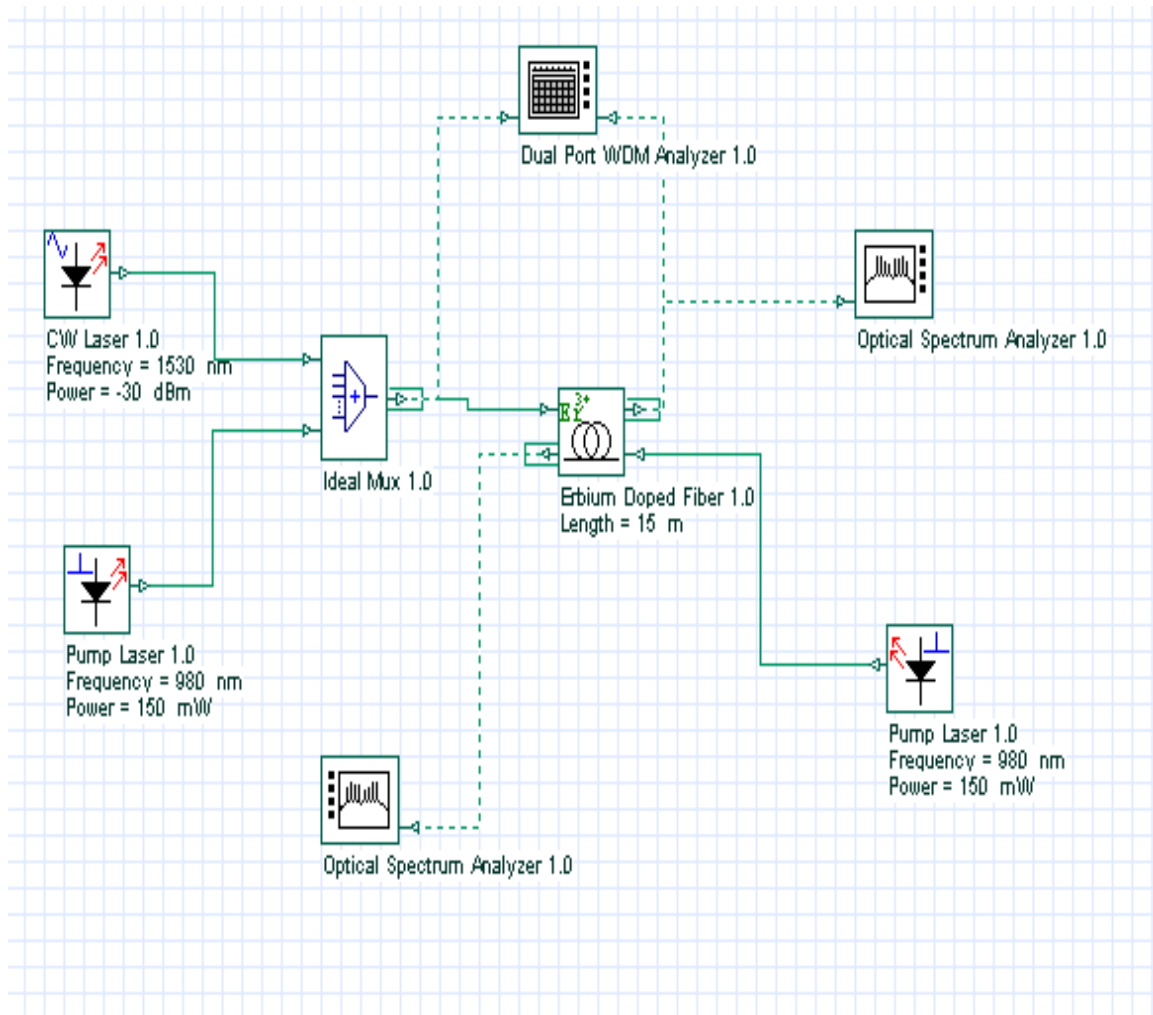 Dual Port WDM Analyzer 1.0
CW Laser 1.0
Frequency = 1530 nm
Power = -30 dBm
Optical Spectrum Analyzer 1.0
Ideal Mux 1.0
3+
Er
Erbium Doped Fiber 1.0
Length = 15 m
Pump Laser 1.0
Frequency = 980 nm
Power = 150 mW
Pump Laser 1.0
Frequency = 980 nm
Power = 150 mW
Optical Spectrum Analyzer 1.0